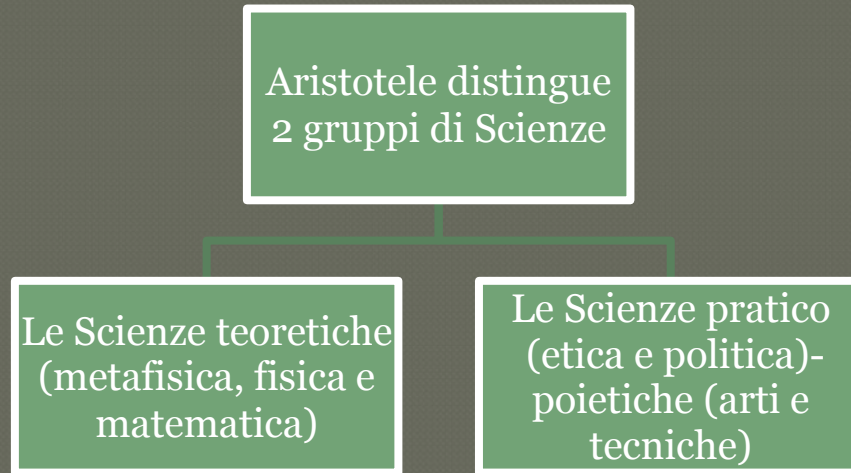 Aristotele distingue
2 gruppi di Scienze
Le Scienze teoretiche
(metafisica, fisica e
matematica)
Le Scienze pratico
(etica e politica)-
poietiche (arti e
tecniche)